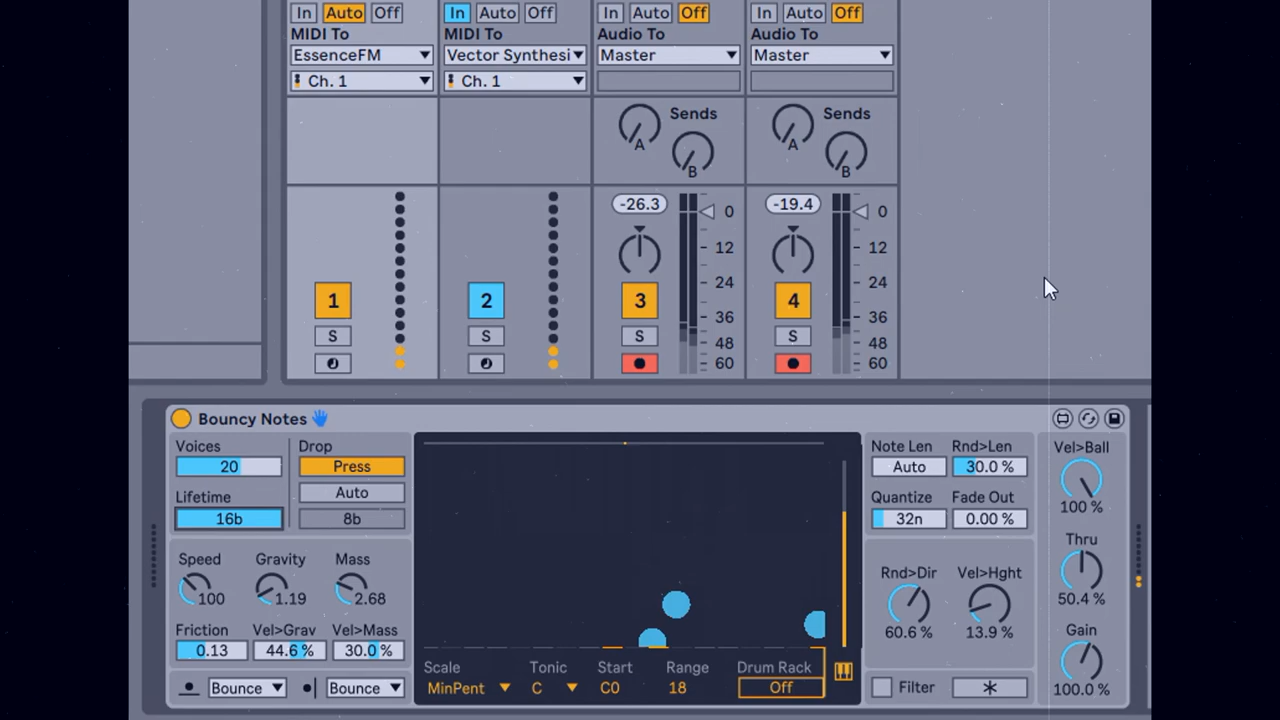 In Auto Off In Auto Off In Auto Off In Auto Off
MIDI To MIDI To Audio To Audio To
EssenceFM Vector Synthesi Master Master
Ch. 1 Ch. 1
Sends Sends
A A
B B
-26.3 0 -19.4 0
12 12
24 24
1 2 3 4
36 36
S S S S
48 48
60 60
Bouncy Notes
Voices Drop Note Len Rnd>Len Vel>Ball
20 Press Auto 30.0 %
Auto 100 %
Lifetime Quantize Fade Out
16b 8b 32n 0.00 %
Thru
Speed Gravity Mass Rnd>Dir Vel>Hght
100 1.19 2.68 50.4 %
Friction Vel>Grav Vel>Mass 60.6 % 13.9 % Gain
0.13 44.6 % 30.0 %
Scale Tonic Start Range Drum Rack
Bounce Bounce MinPent C C0 18 Off Filter * 100.0 %